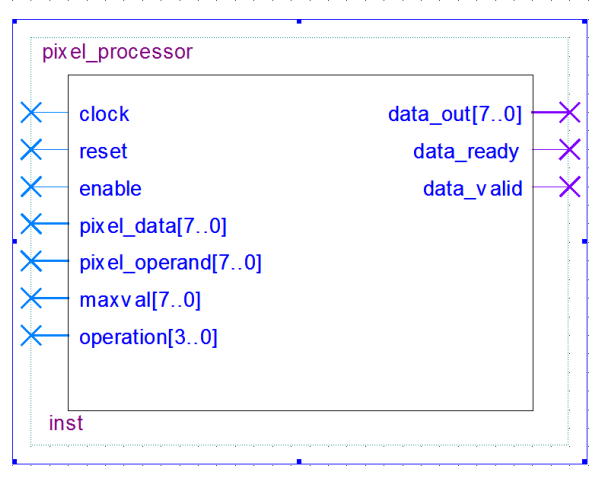 pixel_processor
clock data_out[7..0]
reset data_ready
enable data_valid
pixel_data[7..0]
pixel_operand[7..0]
maxval[7..0]
operation[3..0]
inst